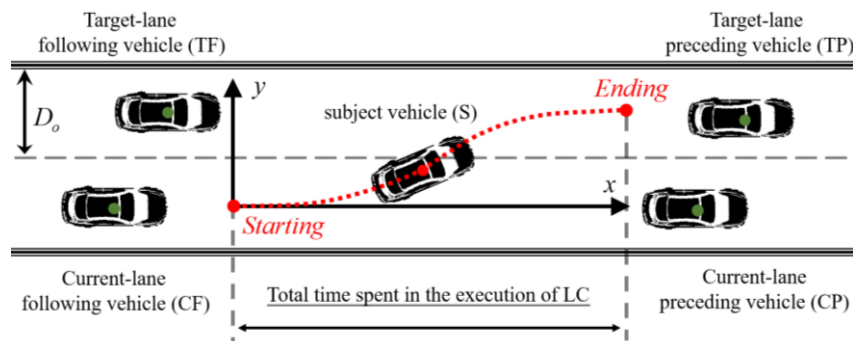 Target-lane
following vehicle (TF)
Target-lane
preceding vehicle (TP)
D_o
y
subject vehicle (S)
Ending
x
Starting
Current-lane
following vehicle (CF)
Total time spent in the execution of LC
Current-lane
preceding vehicle (CP)